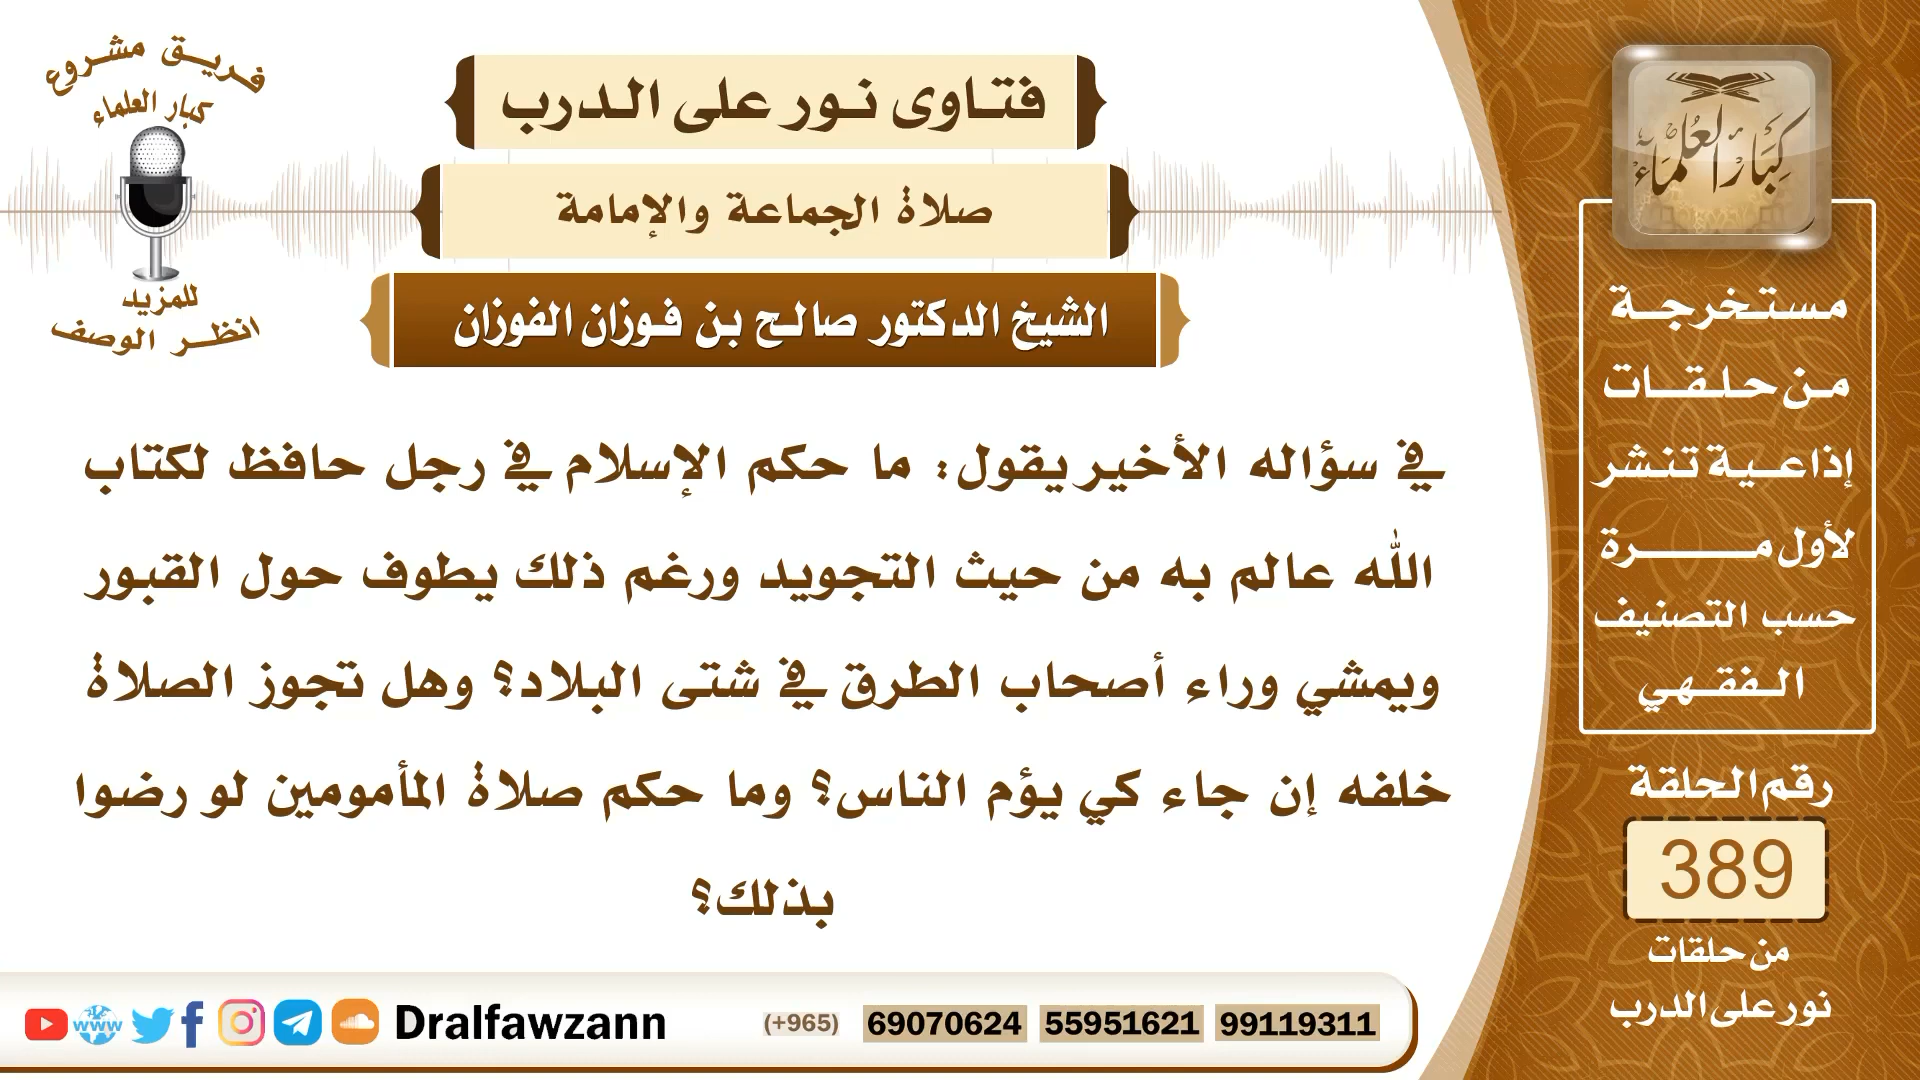 فريق مشروع
كبار العلماء
للمزيد
انظر الوصف
فتاوى نور على الدرب
صلاة الجماعة والإمامة
الشيخ الدكتور صالح بن فوزان الفوزان
في سؤاله الأخير يقول: ما حكم الإسلام في رجل حافظ لكتاب
الله عالم به من حيث التجويد ورغم ذلك يطوف حول القبور
ويمشي وراء أصحاب الطرق في شتى البلاد؟ وهل تجوز الصلاة
خلفه إن جاء كي يؤم الناس؟ وما حكم صلاة المأمومين لو رضوا
بذلك؟
كِبَارُ العُلَمَاءِ
مستخرجة
من حلقات
إذاعية تنشر
لأول مرة
حسب التصنيف
الفقهي
رقم الحلقة
389
من حلقات
نور على الدرب
www
Dralfawzann
(+965) 69070624 55951621 99119311